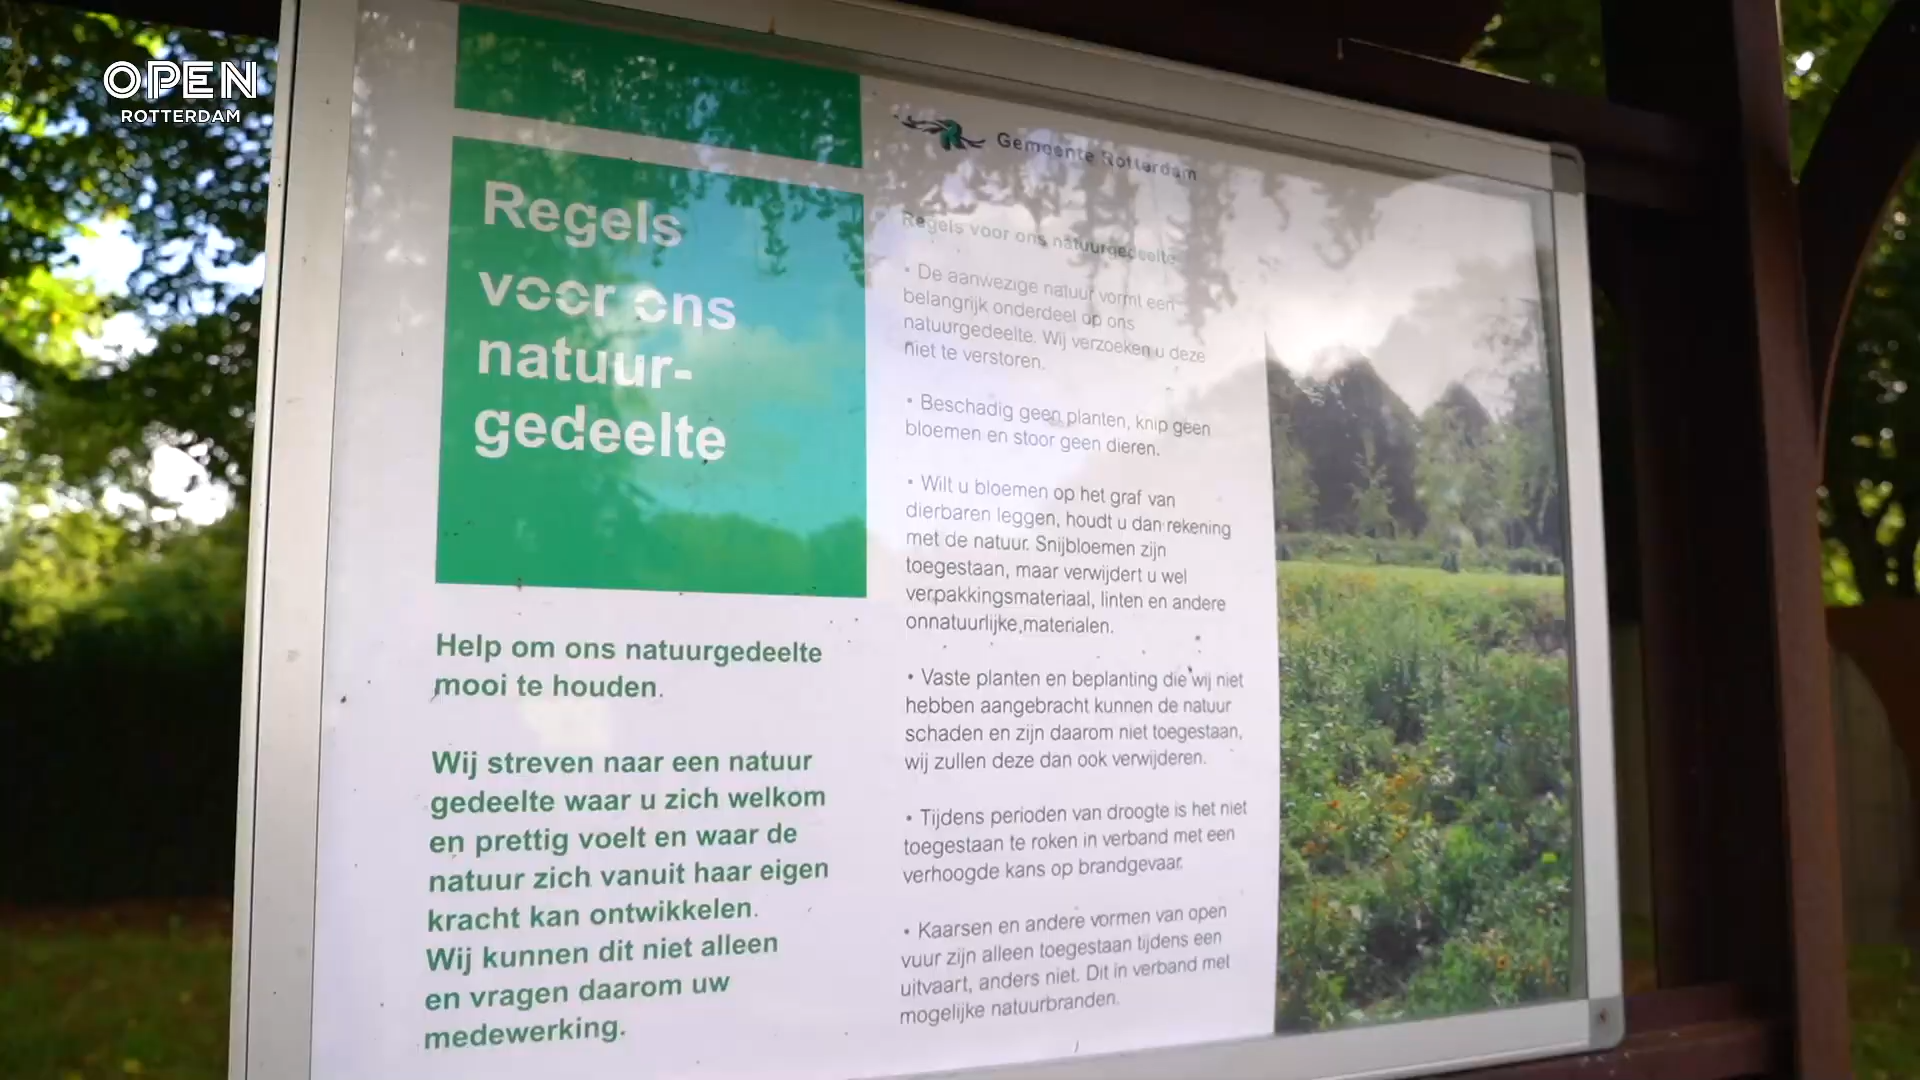 OPEN
ROTTERDAM
Regels
voor ons
natuur-
gedeelte
Help om ons natuurgedeelte
mooi te houden.
Wij streven naar een natuur
gedeelte waar u zich welkom
en prettig voelt en waar de
natuur zich vanuit haar eigen
kracht kan ontwikkelen.
Wij kunnen dit niet alleen
en vragen daarom uw
medewerking.
Gemeente Rotterdam
Regels voor ons natuurgedeelte
• De aanwezige natuur vormt een
belangrijk onderdeel op ons
natuurgedeelte. Wij verzoeken u deze
niet te verstoren.
• Beschadig geen planten, knip geen
bloemen en stoor geen dieren.
• Wilt u bloemen op het graf van
dierbaren leggen, houdt u dan rekening
met de natuur. Snijbloemen zijn
toegestaan, maar verwijdert u wel
verpakkingsmateriaal, linten en andere
onnatuurlijke materialen.
• Vaste planten en beplanting die wij niet
hebben aangebracht kunnen de natuur
schaden en zijn daarom niet toegestaan,
wij zullen deze dan ook verwijderen.
• Tijdens perioden van droogte is het niet
toegestaan te roken in verband met een
verhoogde kans op brandgevaar.
• Kaarsen en andere vormen van open
vuur zijn alleen toegestaan tijdens een
uitvaart, anders niet. Dit in verband met
mogelijke natuurbranden.